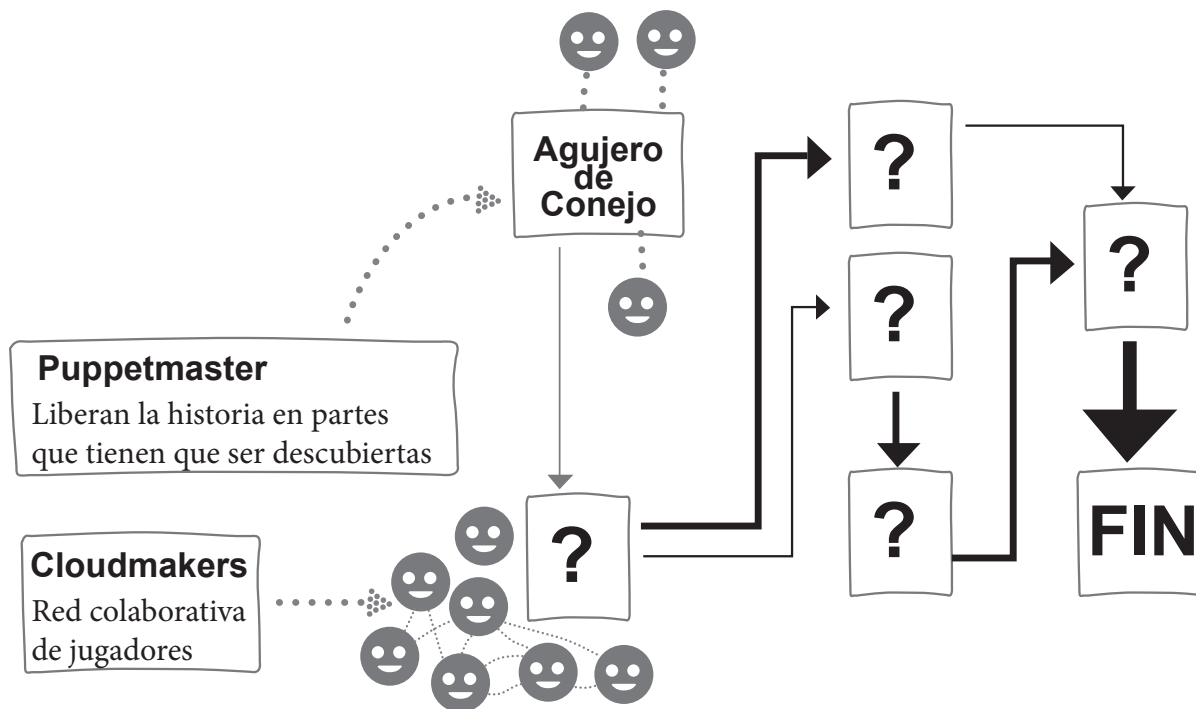 Agujero
de
Conejo
?
?
?
Puppetmaster
Liberan la historia en partes
que tienen que ser descubiertas
?
?
FIN
Cloudmakers
Red colaborativa
de jugadores